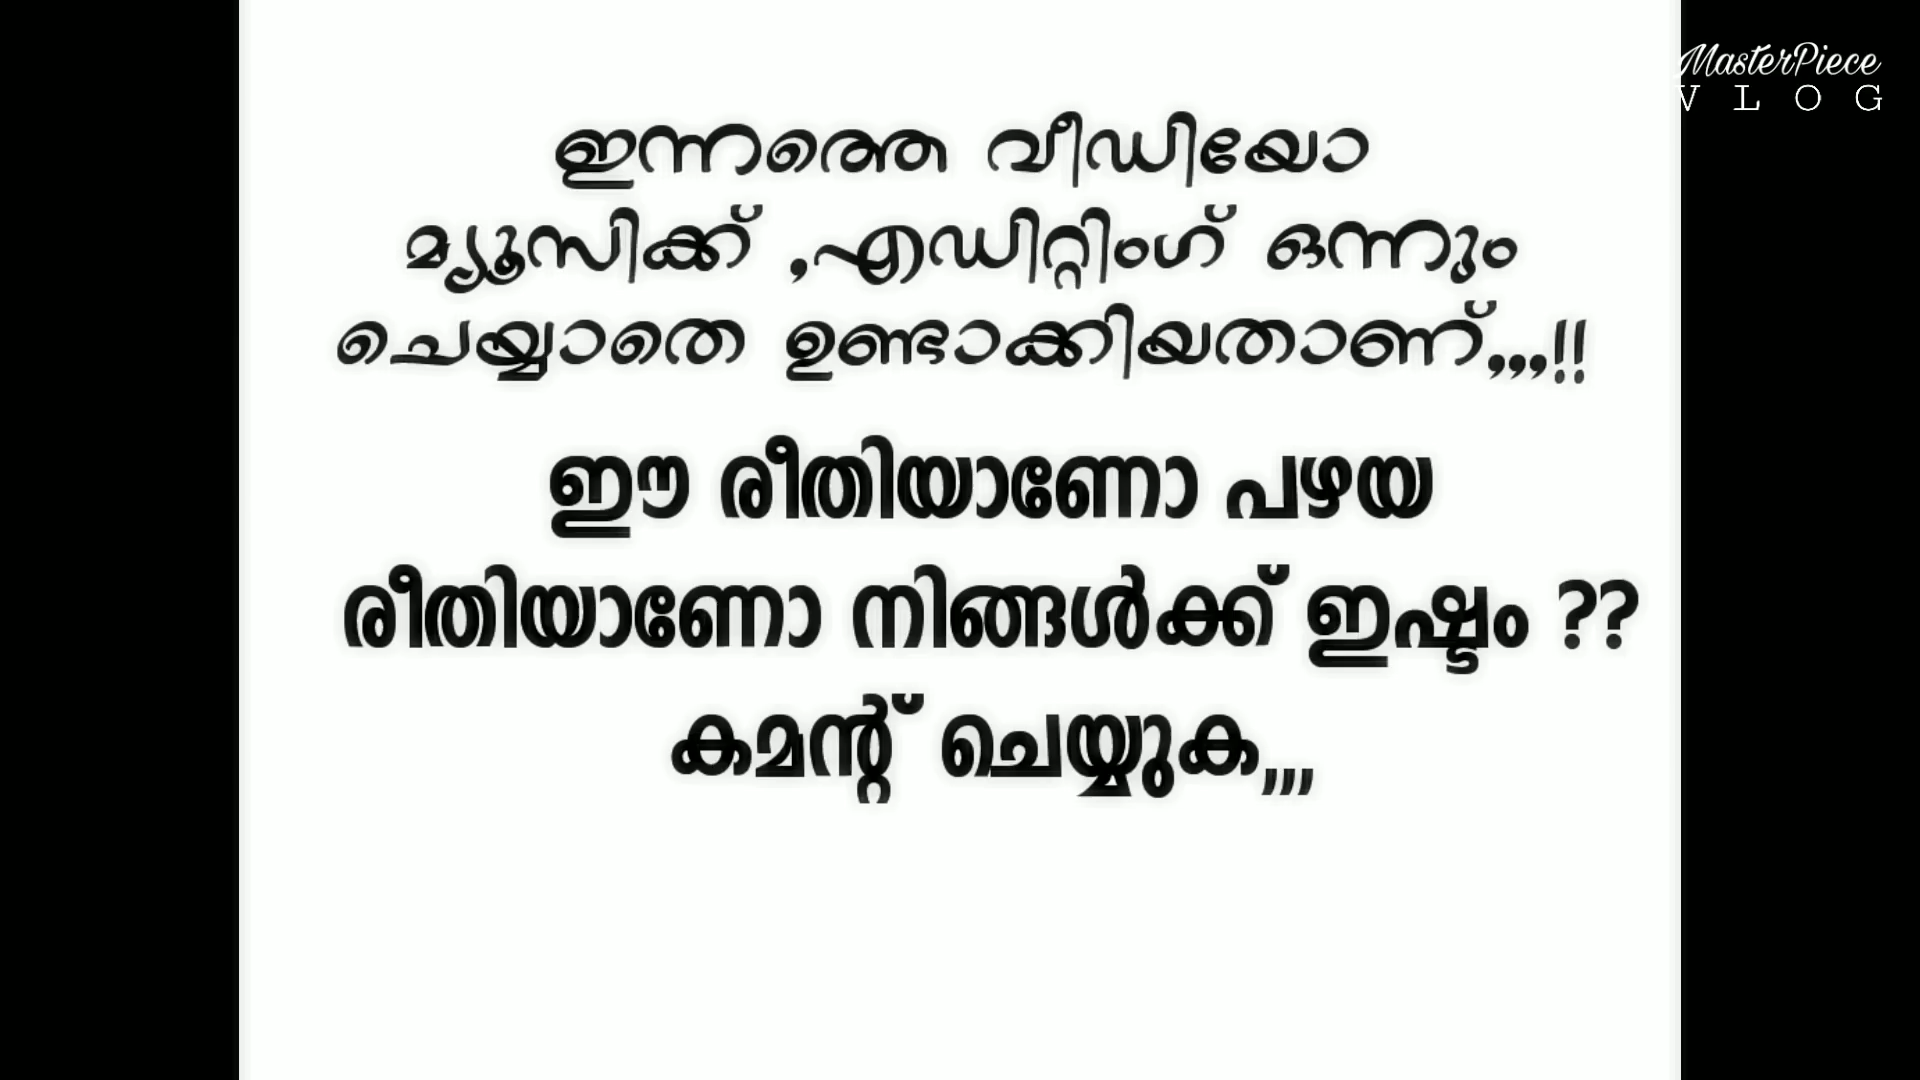 MasterPiece
VLOG
ഇന്നത്തെ വീഡിയോ
മ്യൂസിക്ക് ,എഡിറ്റിംഗ് ഒന്നും
ചെയ്യാതെ ഉണ്ടാക്കിയതാണ്,,,!!
ഈ രീതിയാണോ പഴയ
രീതിയാണോ നിങ്ങൾക്ക് ഇഷ്ടം ??
കമന്റ് ചെയ്യുക,,,